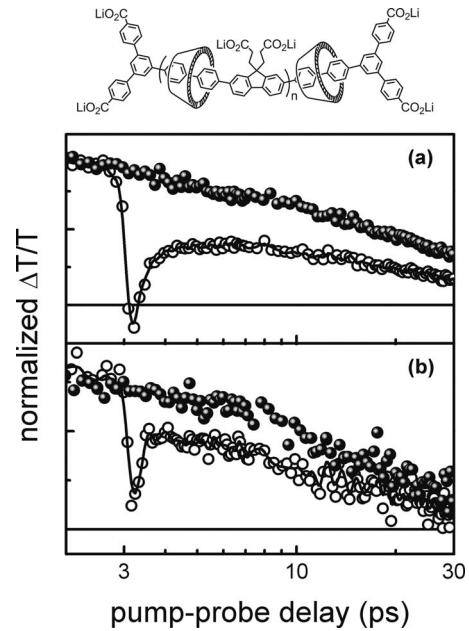 CO₂Li
LiO₂C
LiO₂C CO₂Li
n
LiO₂C
CO₂Li
(a)
(b)
normalized ΔT/T
3 10 30
pump-probe delay (ps)